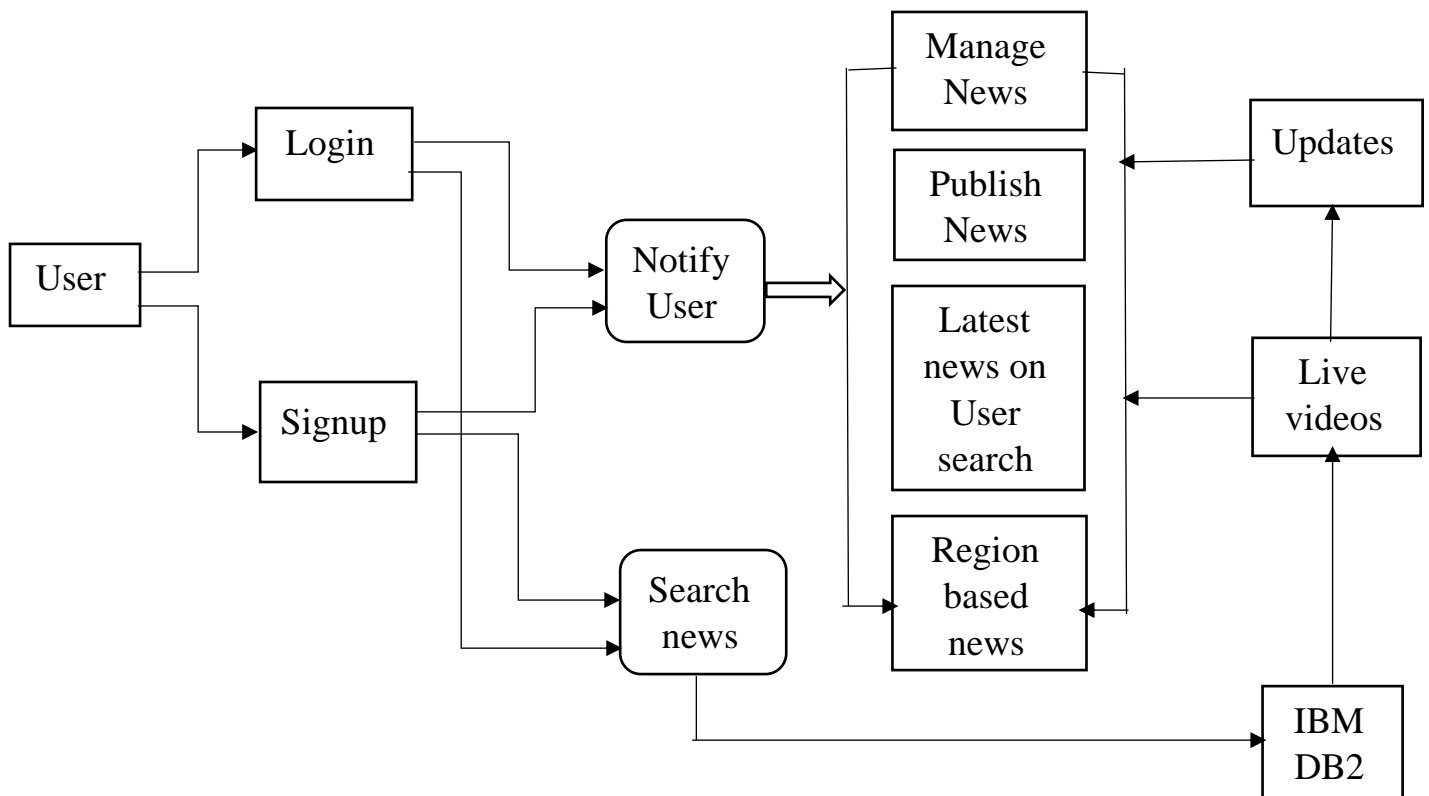 User
Login
Signup
Notify
User
Search
news
Manage
News
Publish
News
Latest
news on
User
search
Region
based
news
Updates
Live
videos
IBM
DB2